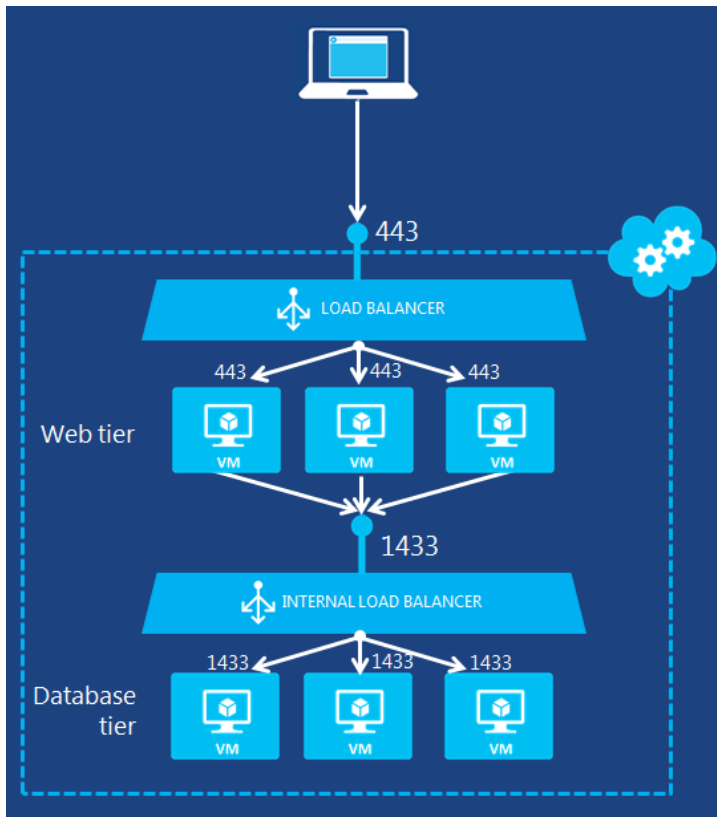 443
LOAD BALANCER
443
443
443
Web tier
VM
VM
VM
1433
INTERNAL LOAD BALANCER
1433
1433
1433
Database
tier
VM
VM
VM